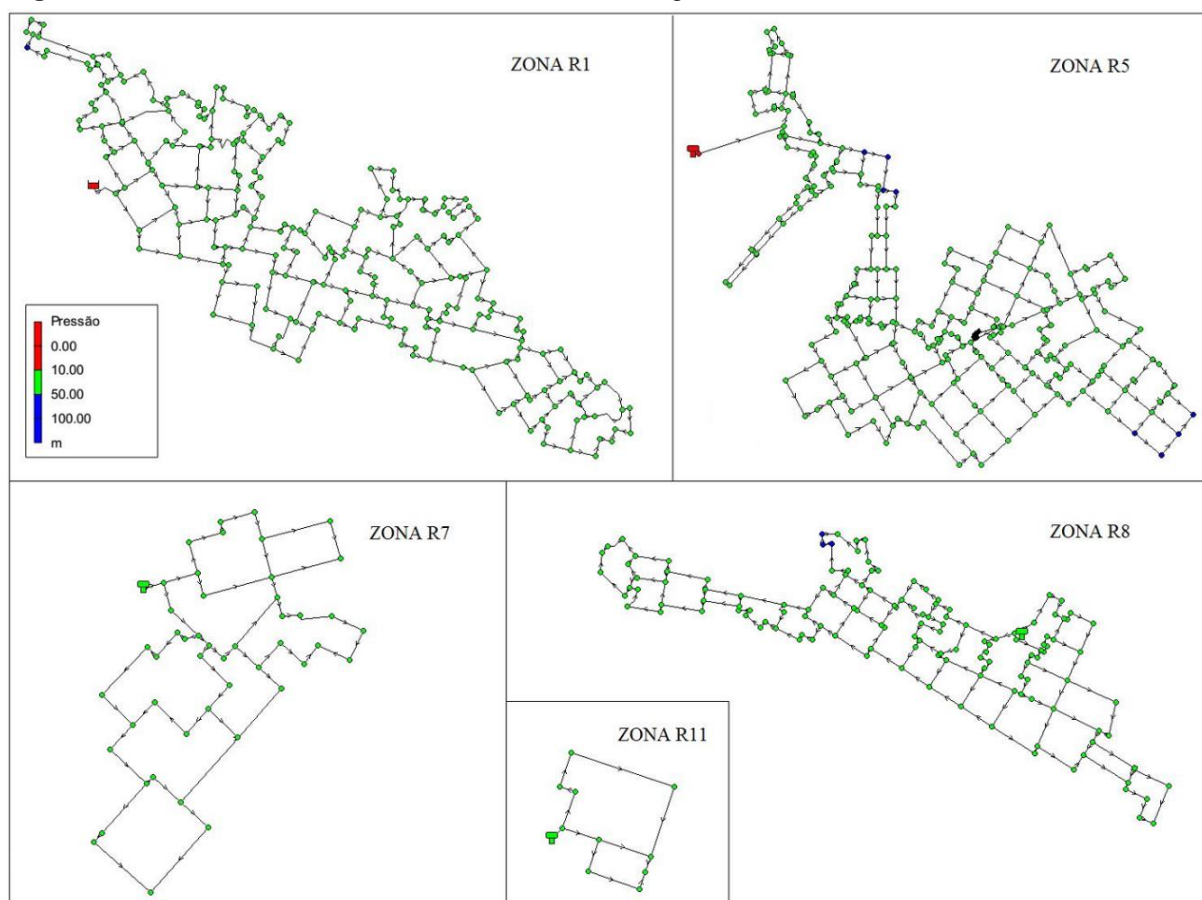 ZONA R1
ZONA R5
Pressão
0.00
10.00
50.00
100.00
m
ZONA R7
ZONA R8
ZONA R11